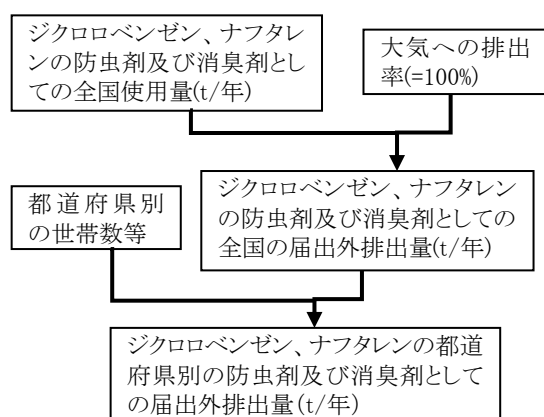 ジクロロベンゼン、ナフタレ
ンの防虫剤及び消臭剤とし
ての全国使用量(t/年)
大気への排出
率(=100%)
ジクロロベンゼン、ナフタレン
の防虫剤及び消臭剤としての
全国の届出外排出量(t/年)
都道府県別
の世帯数等
ジクロロベンゼン、ナフタレンの都道
府県別の防虫剤及び消臭剤として
の届出外排出量(t/年)